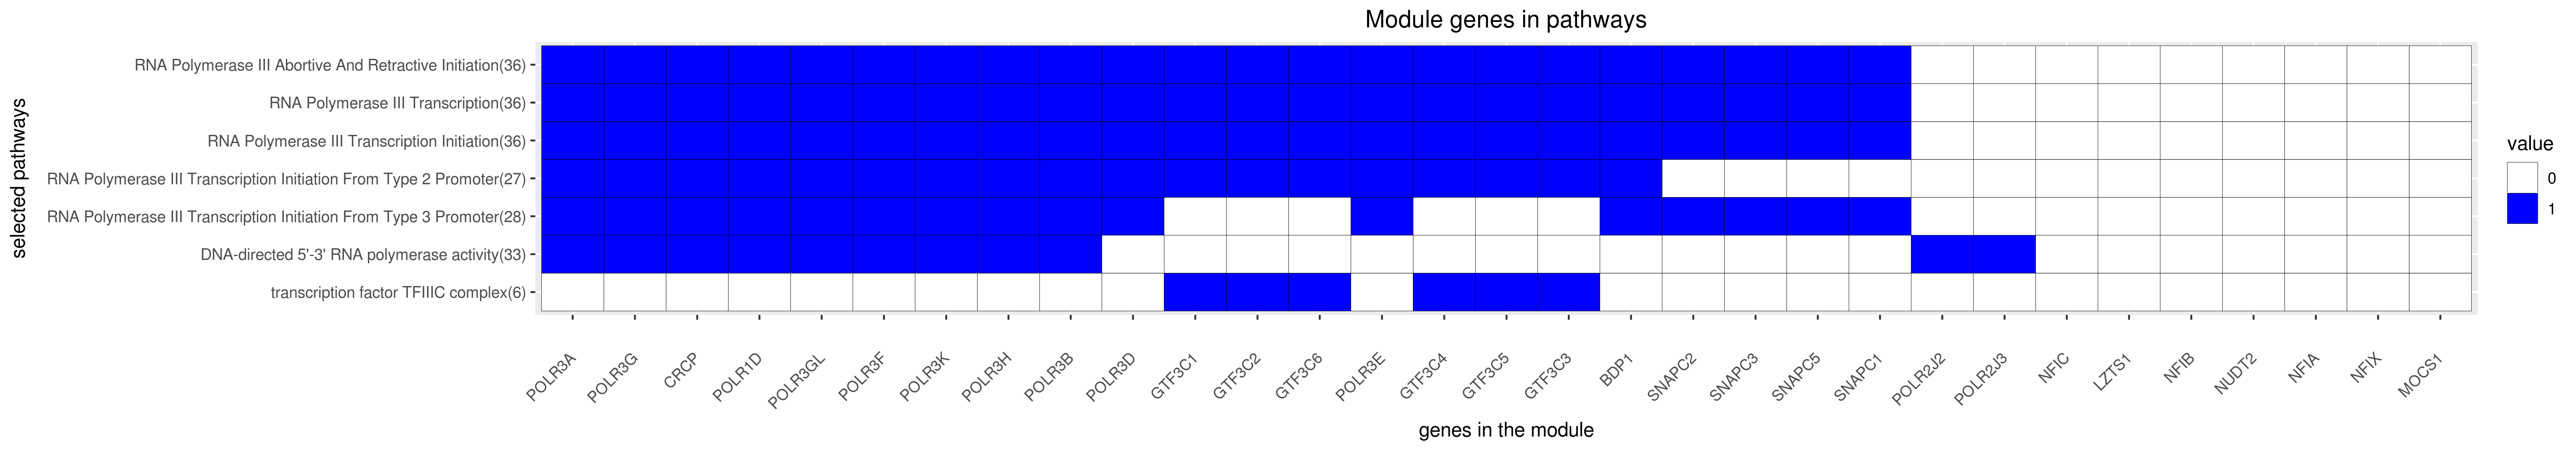 Module genes in pathways
selected pathways
RNA Polymerase III Abortive And Retractive Initiation(36)
RNA Polymerase III Transcription(36)
RNA Polymerase III Transcription Initiation(36)
RNA Polymerase III Transcription Initiation From Type 2 Promoter(27)
RNA Polymerase III Transcription Initiation From Type 3 Promoter(28)
DNA-directed 5'-3' RNA polymerase activity(33)
transcription factor TFIIIC complex(6)
value
0
1
POLR3A
POLR3G
CRCP
POLR1D
POLR3GL
POLR3F
POLR3K
POLR3H
POLR3B
POLR3D
GTF3C1
GTF3C2
GTF3C6
POLR3E
GTF3C4
GTF3C5
GTF3C3
BDP1
SNAPC2
SNAPC3
SNAPC5
SNAPC1
POLR2J2
POLR2J3
NFIC
LZTS1
NFIB
NUDT2
NFIA
NFIX
MOCS1
genes in the module